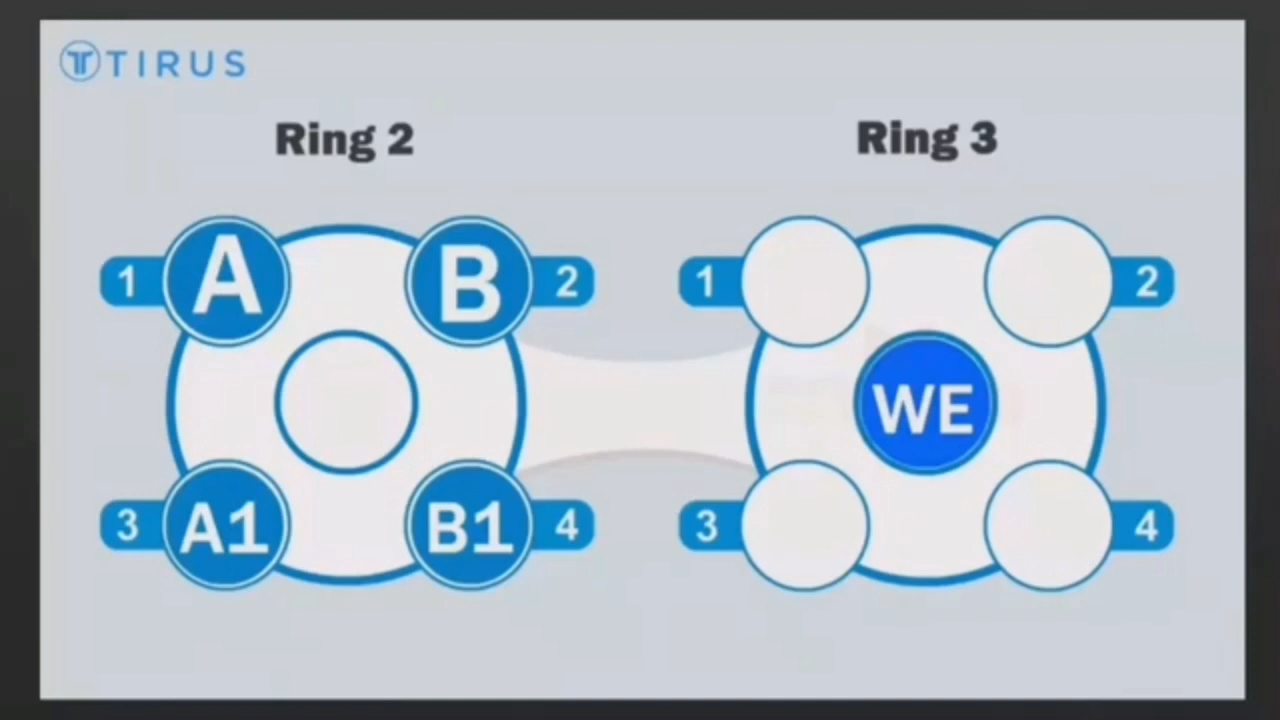 TIRUS
Ring 2
Ring 3
1 A B 2
1 2
WE
3 A1 B1 4
3 4